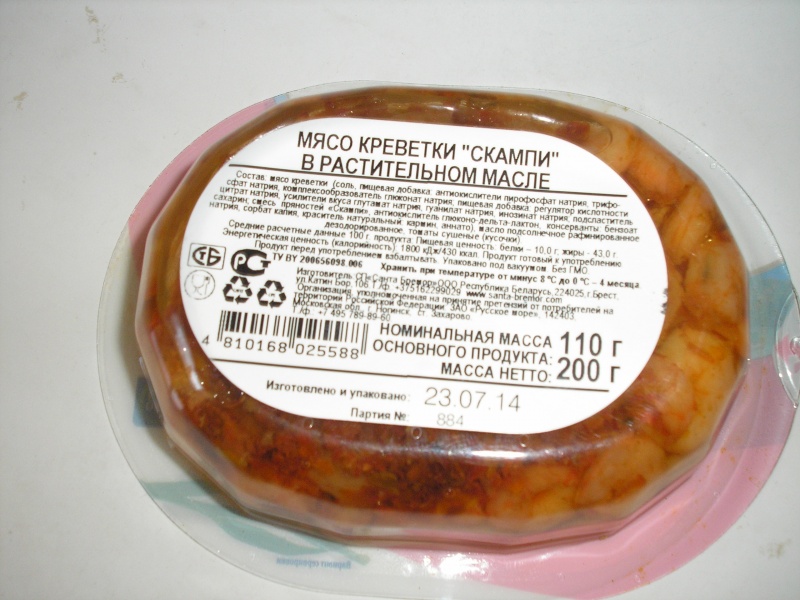 МЯСО КРЕВЕТКИ "СКАМПИ"
В РАСТИТЕЛЬНОМ МАСЛЕ
Состав: мясо креветки (соль, пищевая добавка: антиокислители пирофосфат натрия, трифо-
сфат натрия, комплексообразователь глюконат натрия; пищевая добавка: регулятор кислотности
цитрат натрия, усилители вкуса глутамат натрия, гуанилат натрия, инозинат натрия, подсластитель
сахарин; смесь пряностей «Скампи», антиокислитель глюконо-дельта-лактон, консерванты: бензоат
натрия, сорбат калия, краситель натуральный: кармин, аннато), масло подсолнечное рафинированное
дезодорированное, томаты сушеные (кусочки).
Средние расчетные данные 100 г. продукта. Пищевая ценность: белки – 10,0 г, жиры - 43,0 г.
Энергетическая ценность (калорийность): 1800 кДж/430 ккал. Продукт готовый к употреблению
Продукт перед употреблением взбалтывать. Упаковано под вакуумом. Без ГМО.
ТУ BY 200656098.006 Хранить при температуре от минус 8°С до 0°С – 4 месяца
Изготовитель СП«Санта Бремор»ООО Республика Беларусь, 224025,г.Брест,
ул.Катин Бор,106 Т./Ф. www.santa-bremor.com
Организация, уполномоченная на принятие претензий от потребителей на
территории Российской Федерации: ЗАО «Русское море», 142403,
Московская обл., г. Ногинск, ст. Захарово
Т./ф. +7 495 789-89-60
4 810168 025588
НОМИНАЛЬНАЯ МАССА
ОСНОВНОГО ПРОДУКТА: 110 г
МАССА НЕТТО: 200 г
Изготовлено и упаковано: 23.07.14
Партия №: 884